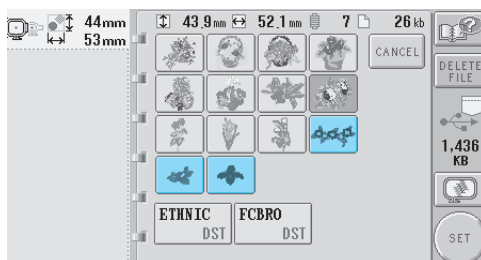 44mm
53mm
43.9mm 52.1mm 7 26kb
CANCEL
DELETE
FILE
1,436
KB
ETHNIC
DST
FCBRO
DST
SET